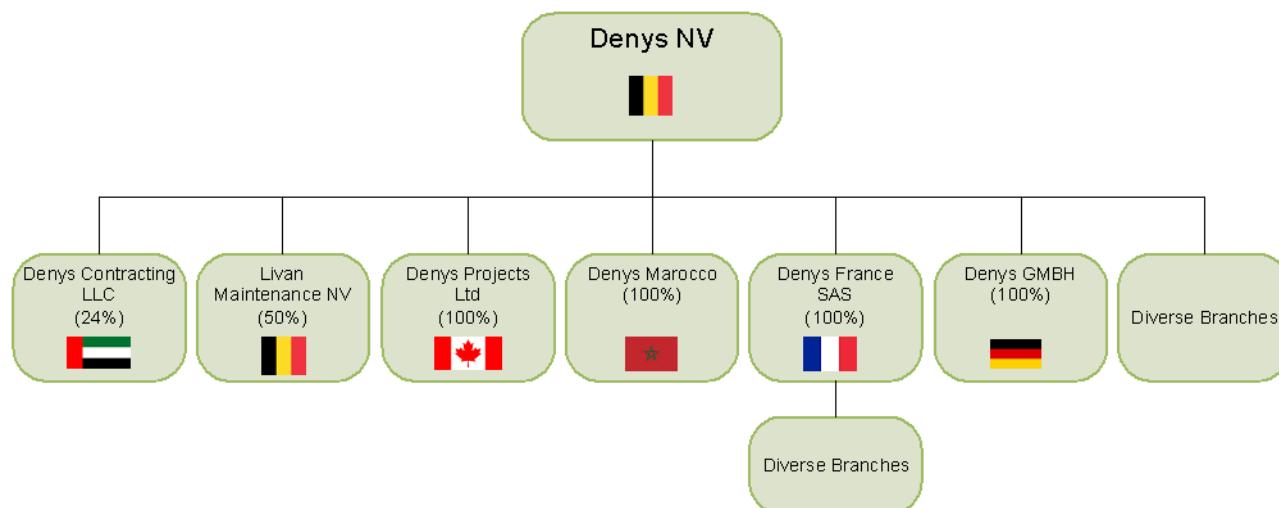 Denys NV
Denys Contracting
LLC
(24%)
Livan
Maintenance NV
(50%)
Denys Projects
Ltd
(100%)
Denys Marocco
(100%)
Denys France
SAS
(100%)
Denys GMBH
(100%)
Diverse Branches
Diverse Branches